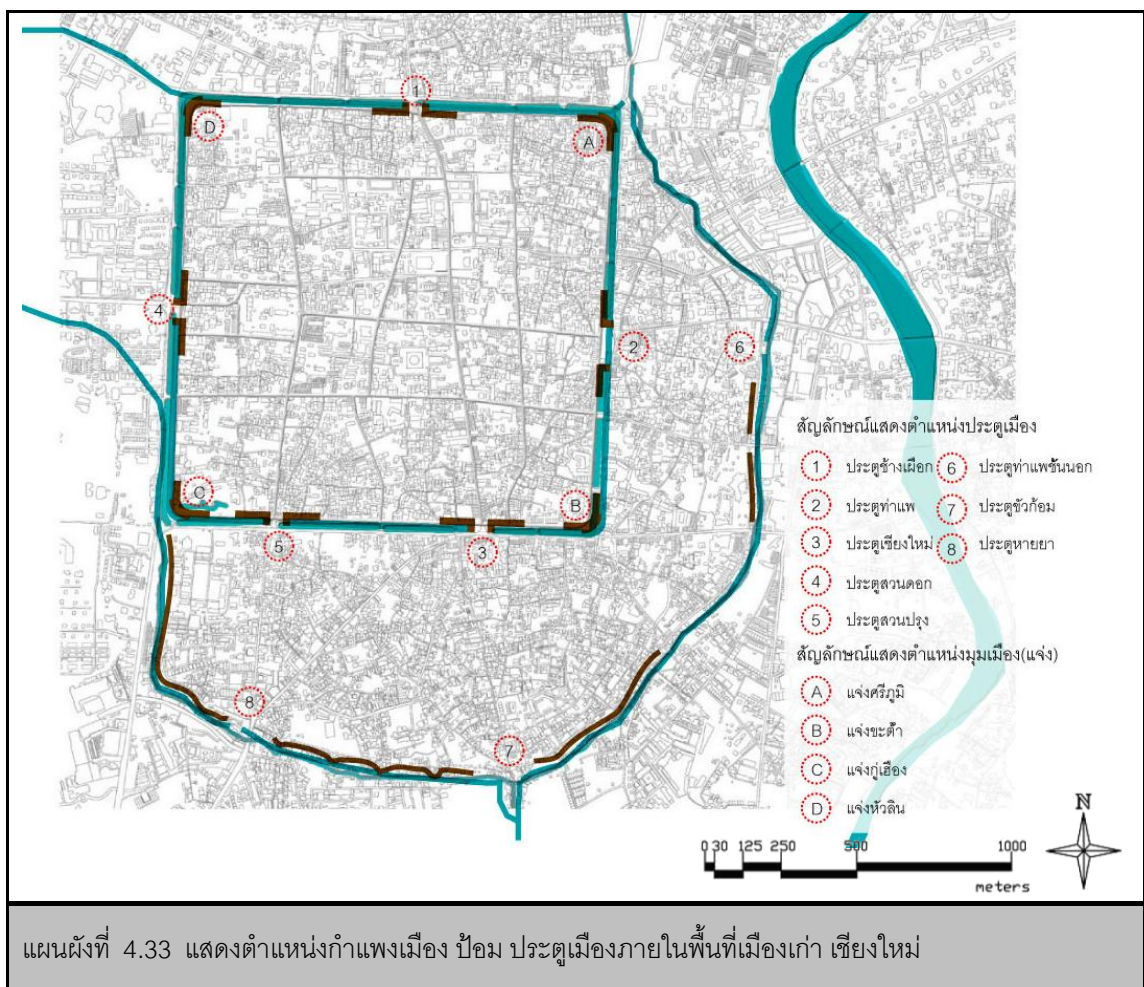 1
D
A
4
2
6
C
B
5
3
8
7
สัญลักษณ์แสดงตำแหน่งประตูเมือง
1 ประตูช้างเผือก 6 ประตูท่าแพชั้นนอก
2 ประตูท่าแพ 7 ประตูขัวก้อม
3 ประตูเชียงใหม่ 8 ประตูหายยา
4 ประตูสวนดอก
5 ประตูสวนปรุง
สัญลักษณ์แสดงตำแหน่งมุมเมือง(แจ่ง)
A แจ่งศรีภูมิ
B แจ่งขะต้ำ
C แจ่งกู่เฮือง
D แจ่งหัวลิน
N
0 30 125 250 500 1000
meters
แผนผังที่ 4.33 แสดงตำแหน่งกำแพงเมือง ป้อม ประตูเมืองภายในพื้นที่เมืองเก่า เชียงใหม่